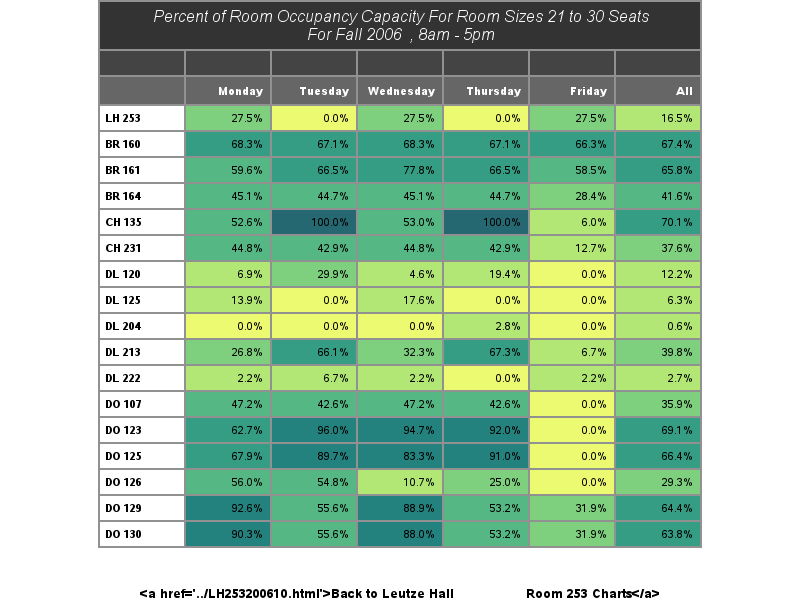 Percent of Room Occupancy Capacity For Room Sizes 21 to 30 Seats
For Fall 2006 , 8am - 5pm
Monday Tuesday Wednesday Thursday Friday All
LH 253 27.5% 0.0% 27.5% 0.0% 27.5% 16.5%
BR 160 68.3% 67.1% 68.3% 67.1% 66.3% 67.4%
BR 161 59.6% 66.5% 77.8% 66.5% 58.5% 65.8%
BR 164 45.1% 44.7% 45.1% 44.7% 28.4% 41.6%
CH 135 52.6% 100.0% 53.0% 100.0% 6.0% 70.1%
CH 231 44.8% 42.9% 44.8% 42.9% 12.7% 37.6%
DL 120 6.9% 29.9% 4.6% 19.4% 0.0% 12.2%
DL 125 13.9% 0.0% 17.6% 0.0% 0.0% 6.3%
DL 204 0.0% 0.0% 0.0% 2.8% 0.0% 0.6%
DL 213 26.8% 66.1% 32.3% 67.3% 6.7% 39.8%
DL 222 2.2% 6.7% 2.2% 0.0% 2.2% 2.7%
DO 107 47.2% 42.6% 47.2% 42.6% 0.0% 35.9%
DO 123 62.7% 96.0% 94.7% 92.0% 0.0% 69.1%
DO 125 67.9% 89.7% 83.3% 91.0% 0.0% 66.4%
DO 126 56.0% 54.8% 10.7% 25.0% 0.0% 29.3%
DO 129 92.6% 55.6% 88.9% 53.2% 31.9% 64.4%
DO 130 90.3% 55.6% 88.0% 53.2% 31.9% 63.8%
<a href='../LH253200610.html'>Back to Leutze Hall Room 253 Charts</a>